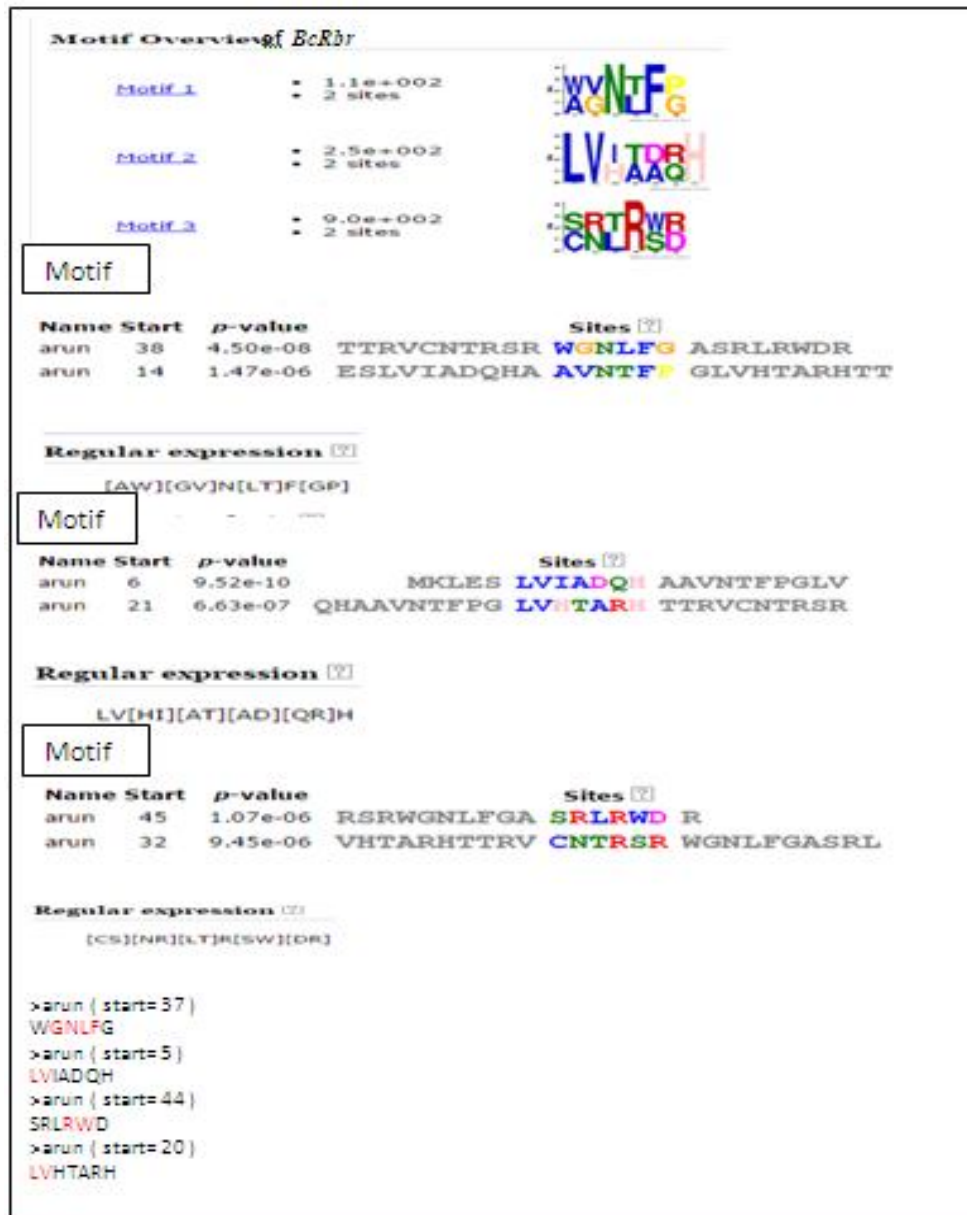 Motif Overview of BcRbr
Motif 1 • 1.1e+002
• 2 sites
Motif 2 • 2.5e+002
• 2 sites
Motif 3 • 9.0e+002
• 2 sites
Motif
Name Start p-value Sites [?]
arun 38 4.50e-08 TTRVCNTRSR WGNLFG ASRLRWDR
arun 14 1.47e-06 ESLVIADQHA AVNTFP GLVHTARHTT
Regular expression [?]
[AW][GV]N[LT]F[GP]
Motif
Name Start p-value Sites [?]
arun 6 9.52e-10 MKLES LVIADQH AAVNTFPGLV
arun 21 6.63e-07 QHAAVNTFPG LVHTARH TTRVCNTRSR
Regular expression [?]
LV[HI][AT][AD][QR]H
Motif
Name Start p-value Sites [?]
arun 45 1.07e-06 RSRWGNLFGA SRLRWD R
arun 32 9.45e-06 VHTARHTTRV CNTRSR WGNLFGASRL
Regular expression [?]
[CS][NR][LT]R[SW][DR]
>arun ( start= 37 )
WGNLFG
>arun ( start= 5 )
LVIADQH
>arun ( start= 44 )
SRLRWD
>arun ( start= 20 )
LVHTARH